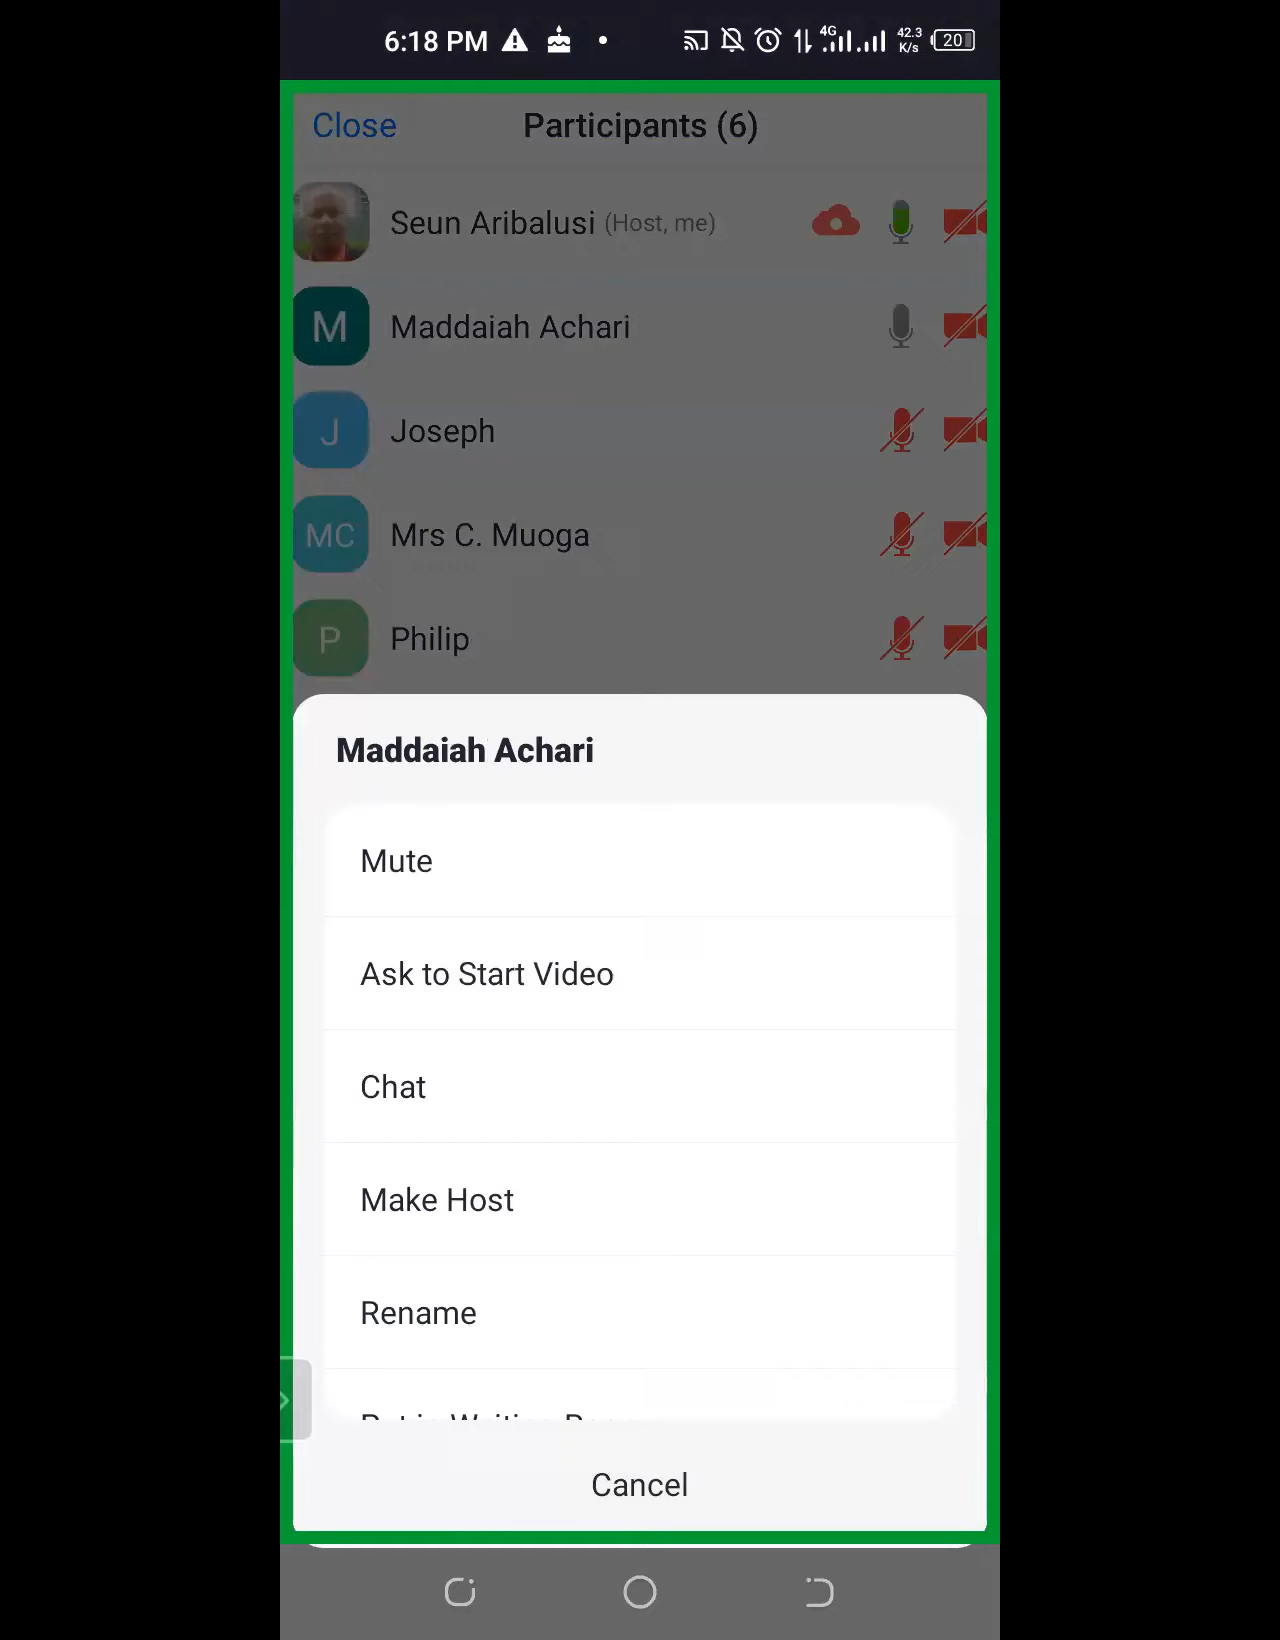 6:18 PM 4G 42.3 K/s 20
Close Participants (6)
Seun Aribalusi (Host, me)
M Maddaiah Achari
J Joseph
MC Mrs C. Muoga
P Philip
Maddaiah Achari
Mute
Ask to Start Video
Chat
Make Host
Rename
Cancel